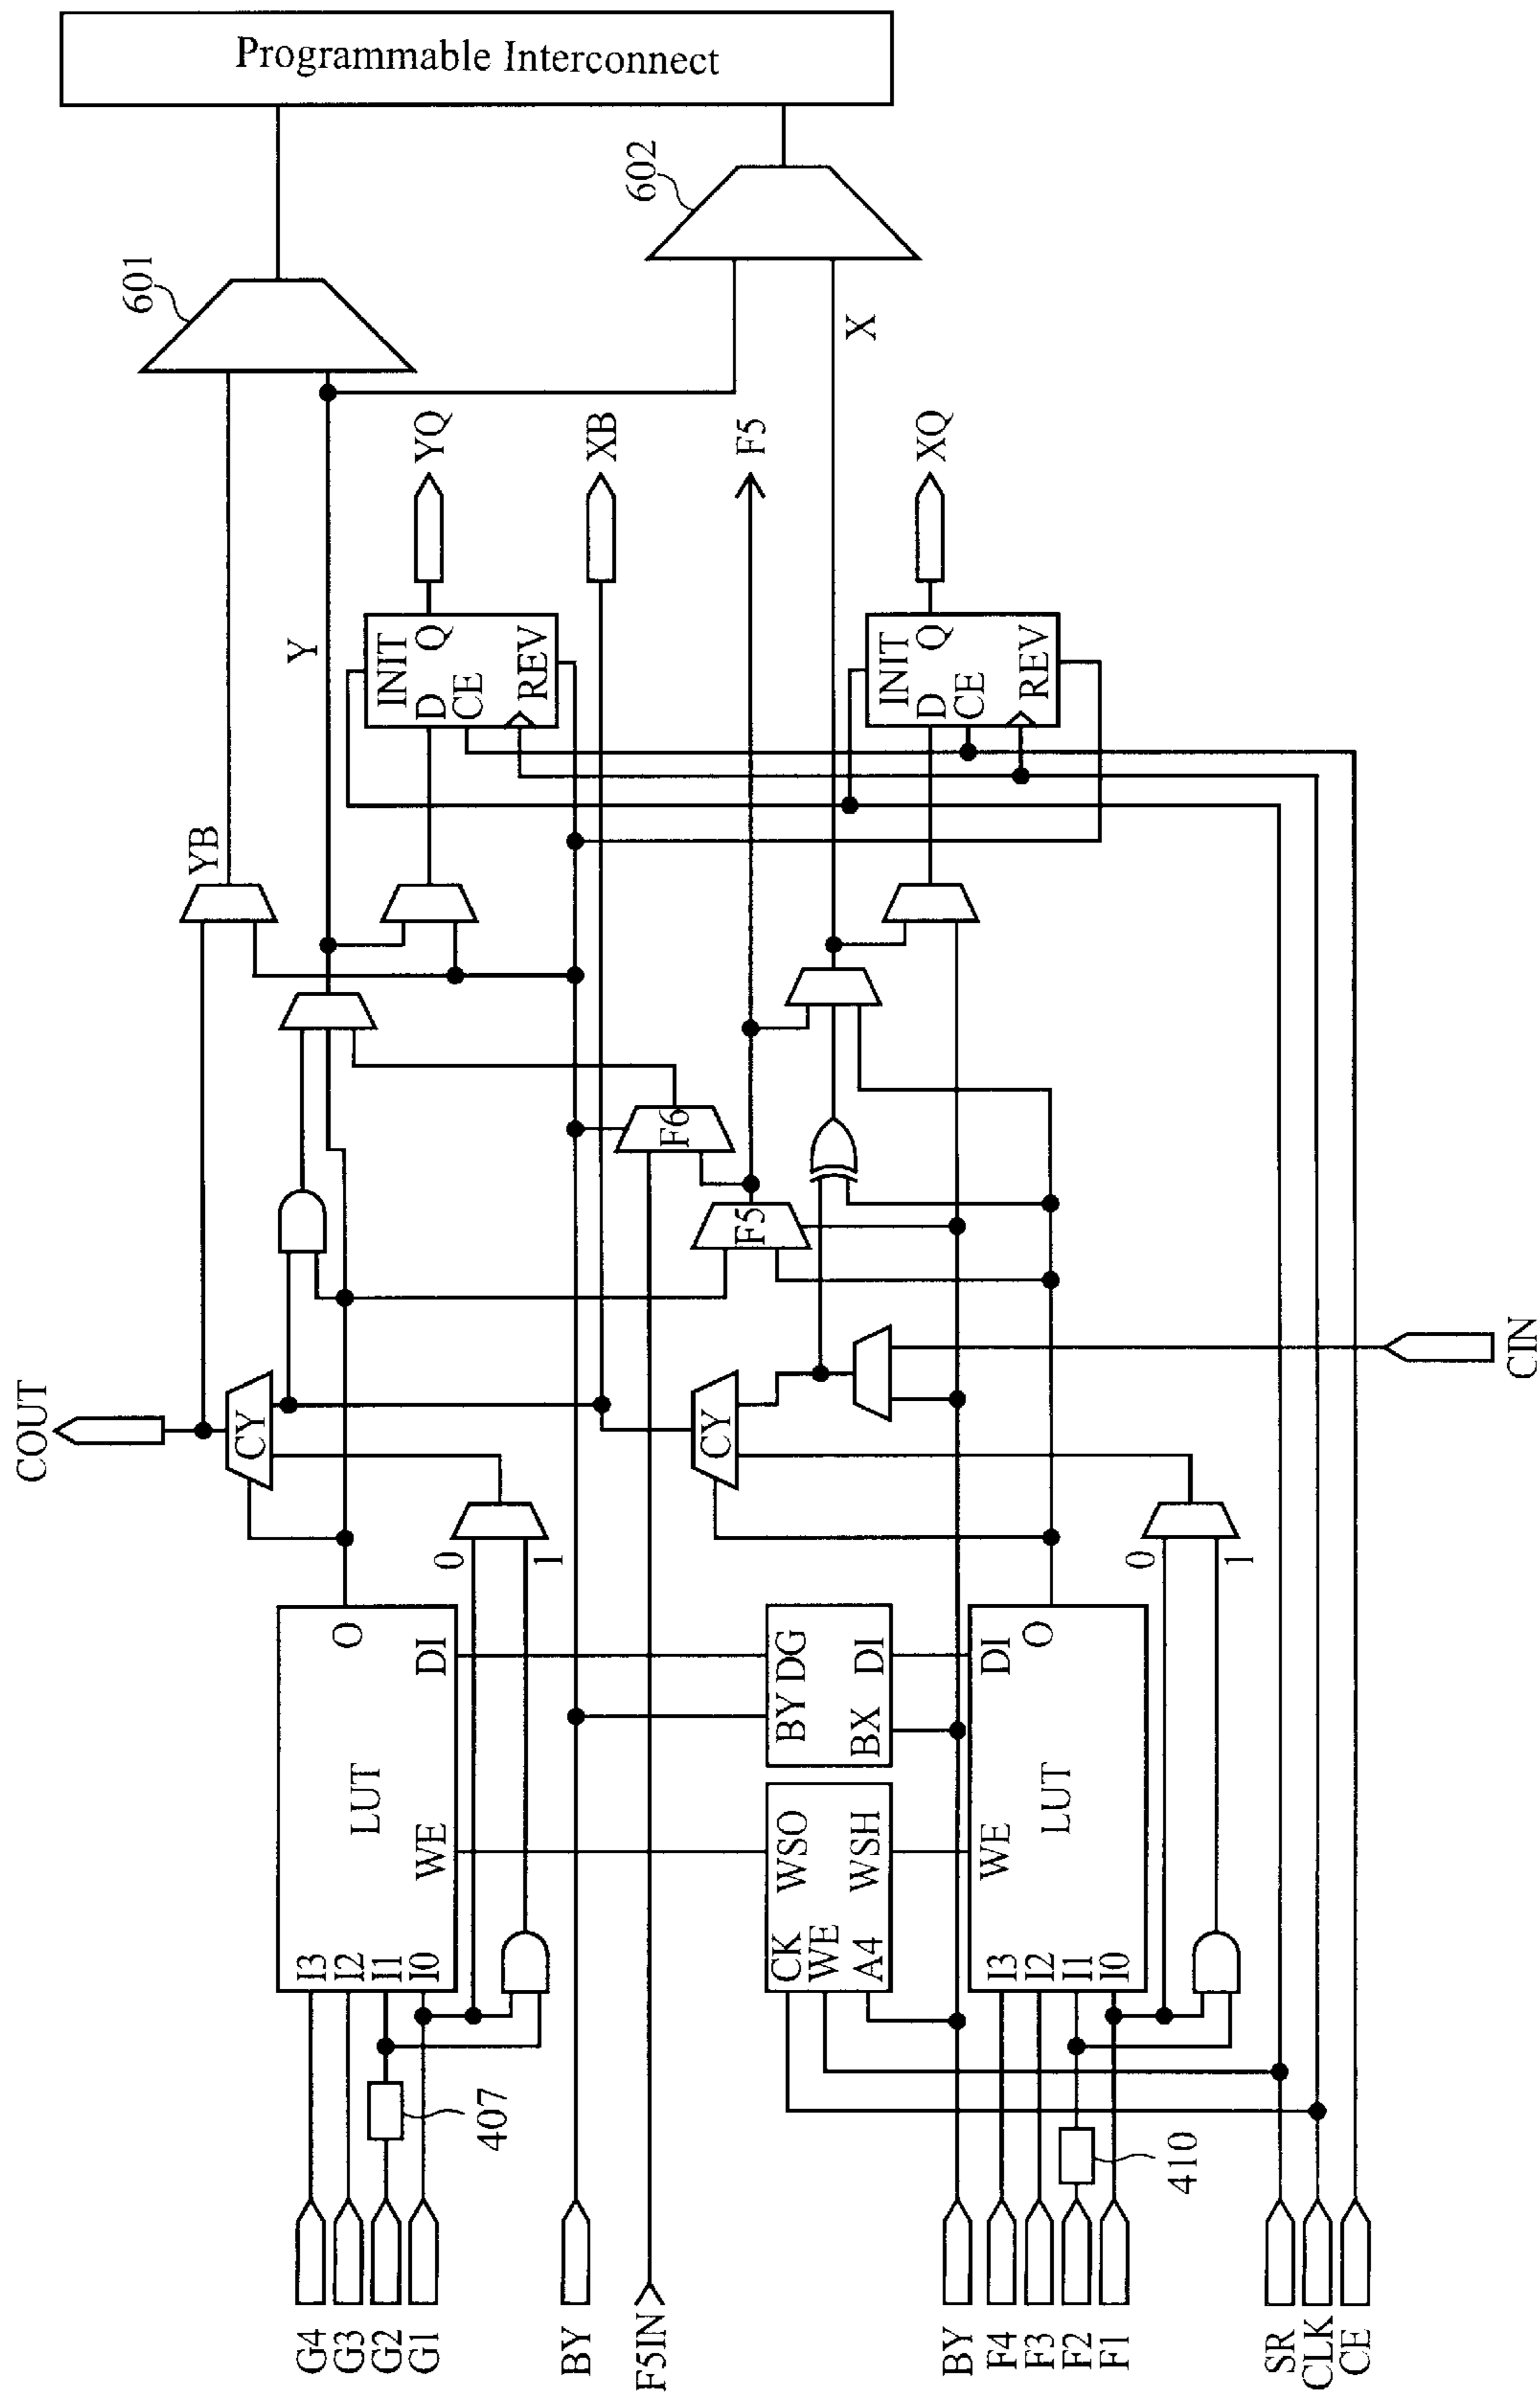 Programmable Interconnect
601
602
YB
Y
X
YQ
XB
F5
XQ
INIT
D
Q
CE
REV
INIT
D
Q
CE
REV
F6
F5
COUT
CY
CY
CIN
0
1
0
1
LUT
O
DI
WE
I3
I2
I1
I0
BY DG
BX DI
WSO
WSH
CK
WE
A4
LUT
DI
O
WE
I3
I2
I1
I0
407
410
G4
G3
G2
G1
BY
F5IN
BY
F4
F3
F2
F1
SR
CLK
CE